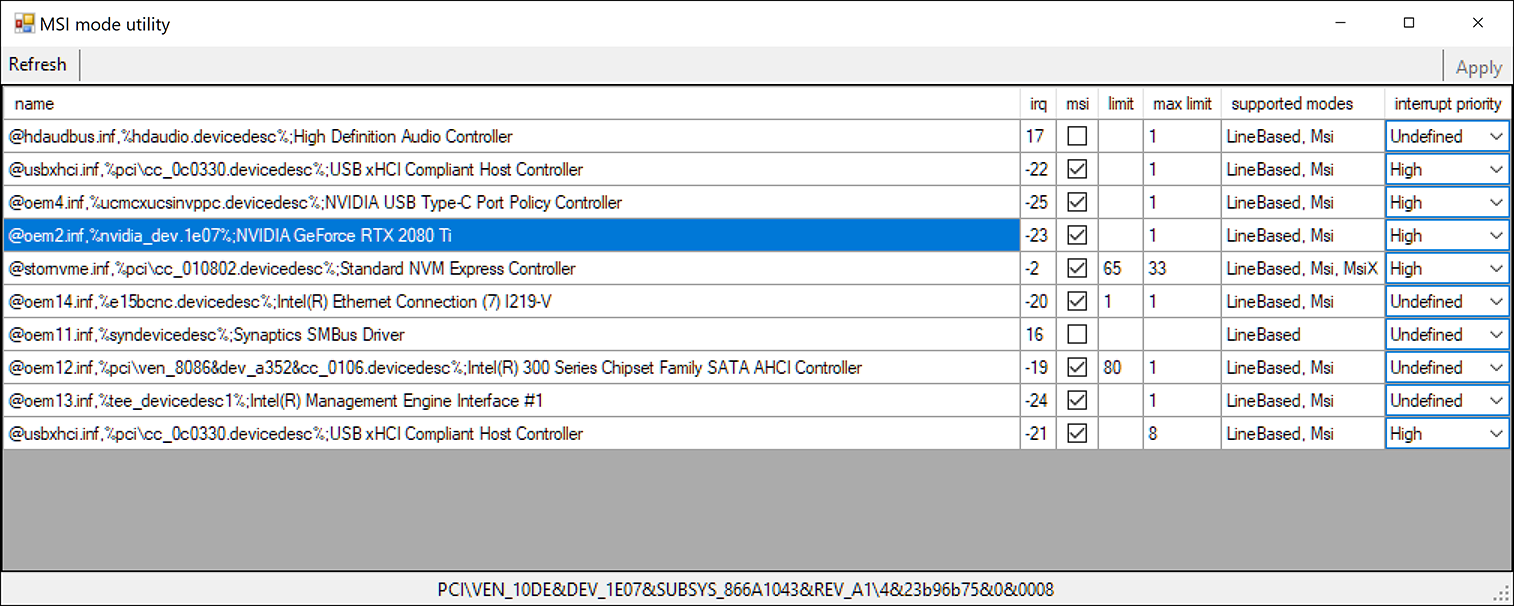 MSI mode utility
Refresh Apply
name irq msi limit max limit supported modes interrupt priority
@hdaudbus.inf,%hdaudio.devicedesc%;High Definition Audio Controller 17 1 LineBased, Msi Undefined
@usbxhci.inf,%pci\cc_0c0330.devicedesc%;USB xHCI Compliant Host Controller -22 1 LineBased, Msi High
@oem4.inf,%ucmcxucsinvppc.devicedesc%;NVIDIA USB Type-C Port Policy Controller -25 1 LineBased, Msi High
@oem2.inf,%nvidia_dev.1e07%;NVIDIA GeForce RTX 2080 Ti -23 1 LineBased, Msi High
@stornvme.inf,%pci\cc_010802.devicedesc%;Standard NVM Express Controller -2 65 33 LineBased, Msi, MsiX High
@oem14.inf,%e15bcnc.devicedesc%;Intel(R) Ethernet Connection (7) I219-V -20 1 1 LineBased, Msi Undefined
@oem11.inf,%syndevicedesc%;Synaptics SMBus Driver 16 LineBased Undefined
@oem12.inf,%pci\ven_8086&dev_a352&cc_0106.devicedesc%;Intel(R) 300 Series Chipset Family SATA AHCI Controller -19 80 1 LineBased, Msi Undefined
@oem13.inf,%tee_devicedesc1%;Intel(R) Management Engine Interface #1 -24 1 LineBased, Msi Undefined
@usbxhci.inf,%pci\cc_0c0330.devicedesc%;USB xHCI Compliant Host Controller -21 8 LineBased, Msi High
PCI\VEN_10DE&DEV_1E07&SUBSYS_866A1043&REV_A1\4&23b96b75&0&0008